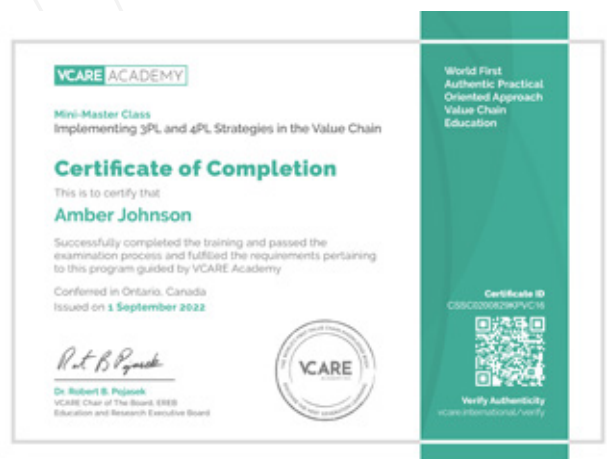 VCARE ACADEMY
Mini-Master Class
Implementing 3PL and 4PL Strategies in the Value Chain
Certificate of Completion
This is to certify that
Amber Johnson
Successfully completed the training and passed the
examination process and fulfilled the requirements pertaining
to this program guided by VCARE Academy
Conferred in Ontario, Canada
Issued on 1 September 2022
Dr. Robert B. Pojasek
VCARE Chair of The Board, EREB
Education and Research Executive Board
VCARE
World First
Authentic Practical
Oriented Approach
Value Chain
Education
Certificate ID
Verify Authenticity
vcare.international/verify